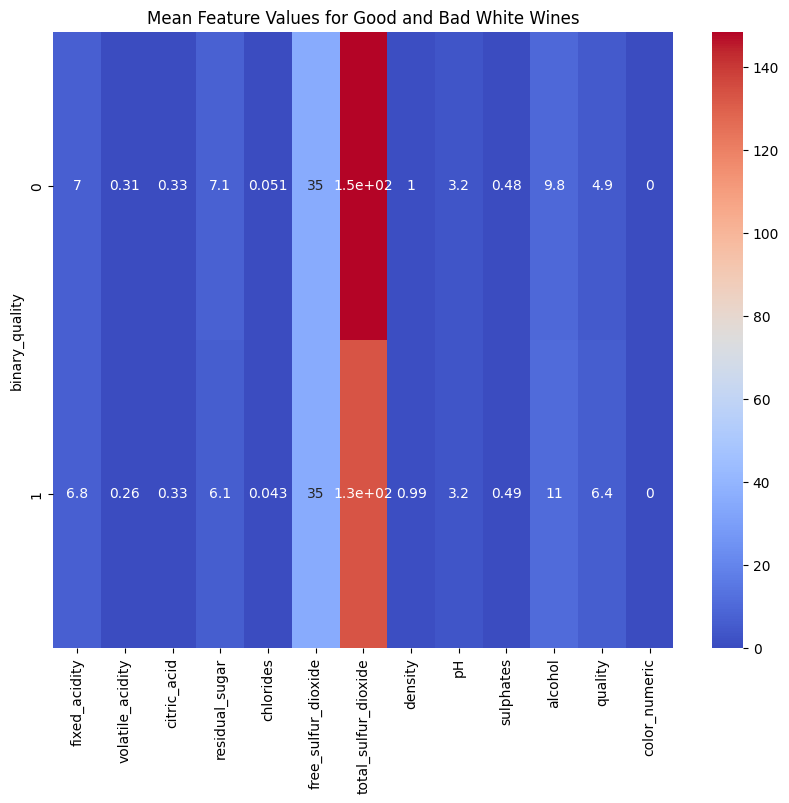 Mean Feature Values for Good and Bad White Wines
binary_quality
0
7 0.31 0.33 7.1 0.051 35 1.5e+02 1 3.2 0.48 9.8 4.9 0
1
6.8 0.26 0.33 6.1 0.043 35 1.3e+02 0.99 3.2 0.49 11 6.4 0
fixed_acidity
volatile_acidity
citric_acid
residual_sugar
chlorides
free_sulfur_dioxide
total_sulfur_dioxide
density
pH
sulphates
alcohol
quality
color_numeric
140
120
100
80
60
40
20
0